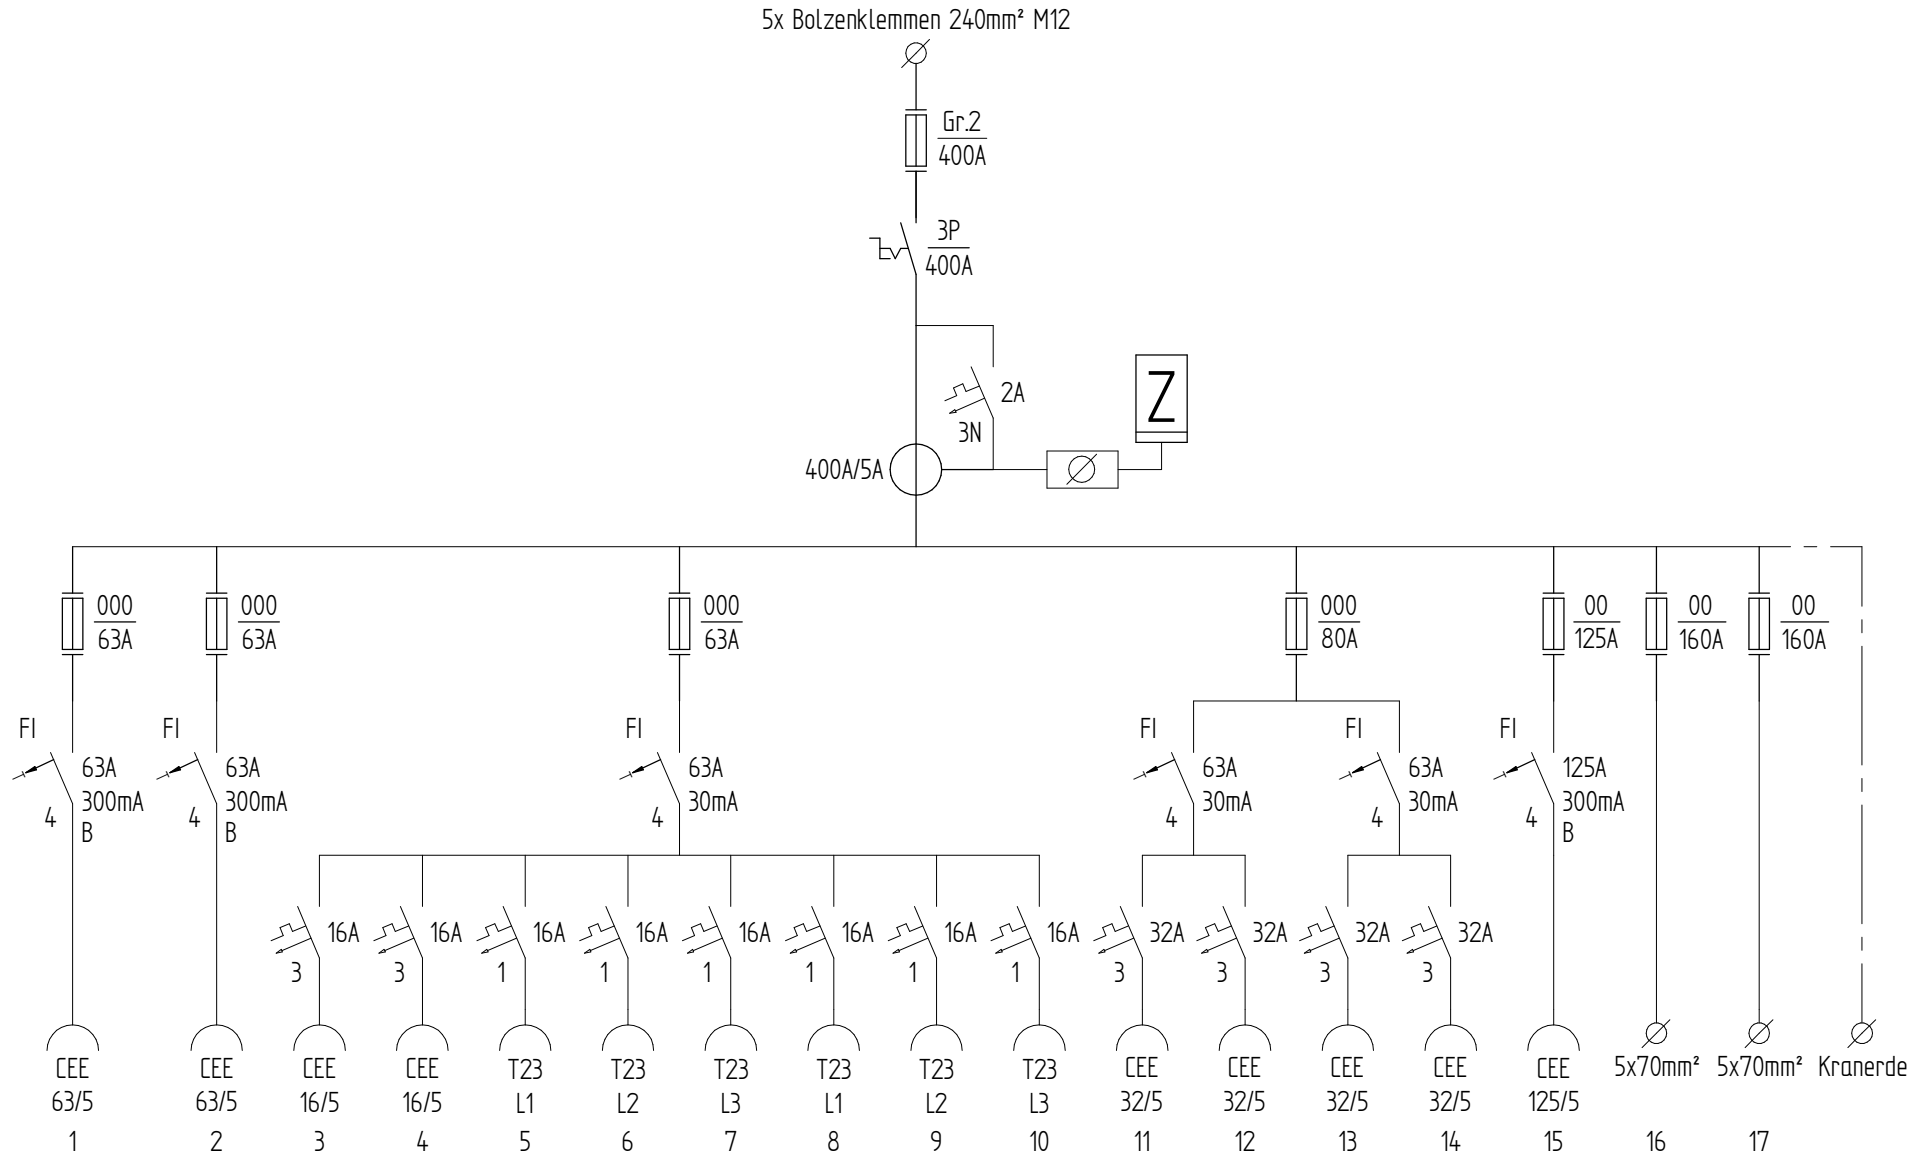 5x Bolzenklemmen 240mm² M12
Gr.2
400A
3P
400A
2A
3N
Z
400A/5A
000
63A
000
63A
000
63A
000
80A
00
125A
00
160A
00
160A
FI
63A
300mA
4
B
FI
63A
300mA
4
B
FI
63A
30mA
4
FI
63A
30mA
4
FI
63A
30mA
4
FI
125A
300mA
4
B
16A 16A 16A 16A 16A 16A 16A 16A 32A 32A 32A 32A
3 3 1 1 1 1 1 1 3 3 3 3
CEE CEE CEE CEE T23 T23 T23 T23 T23 T23 CEE CEE CEE CEE CEE 5x70mm² 5x70mm² Kranerde
63/5 63/5 16/5 16/5 L1 L2 L3 L1 L2 L3 32/5 32/5 32/5 32/5 125/5
1 2 3 4 5 6 7 8 9 10 11 12 13 14 15 16 17